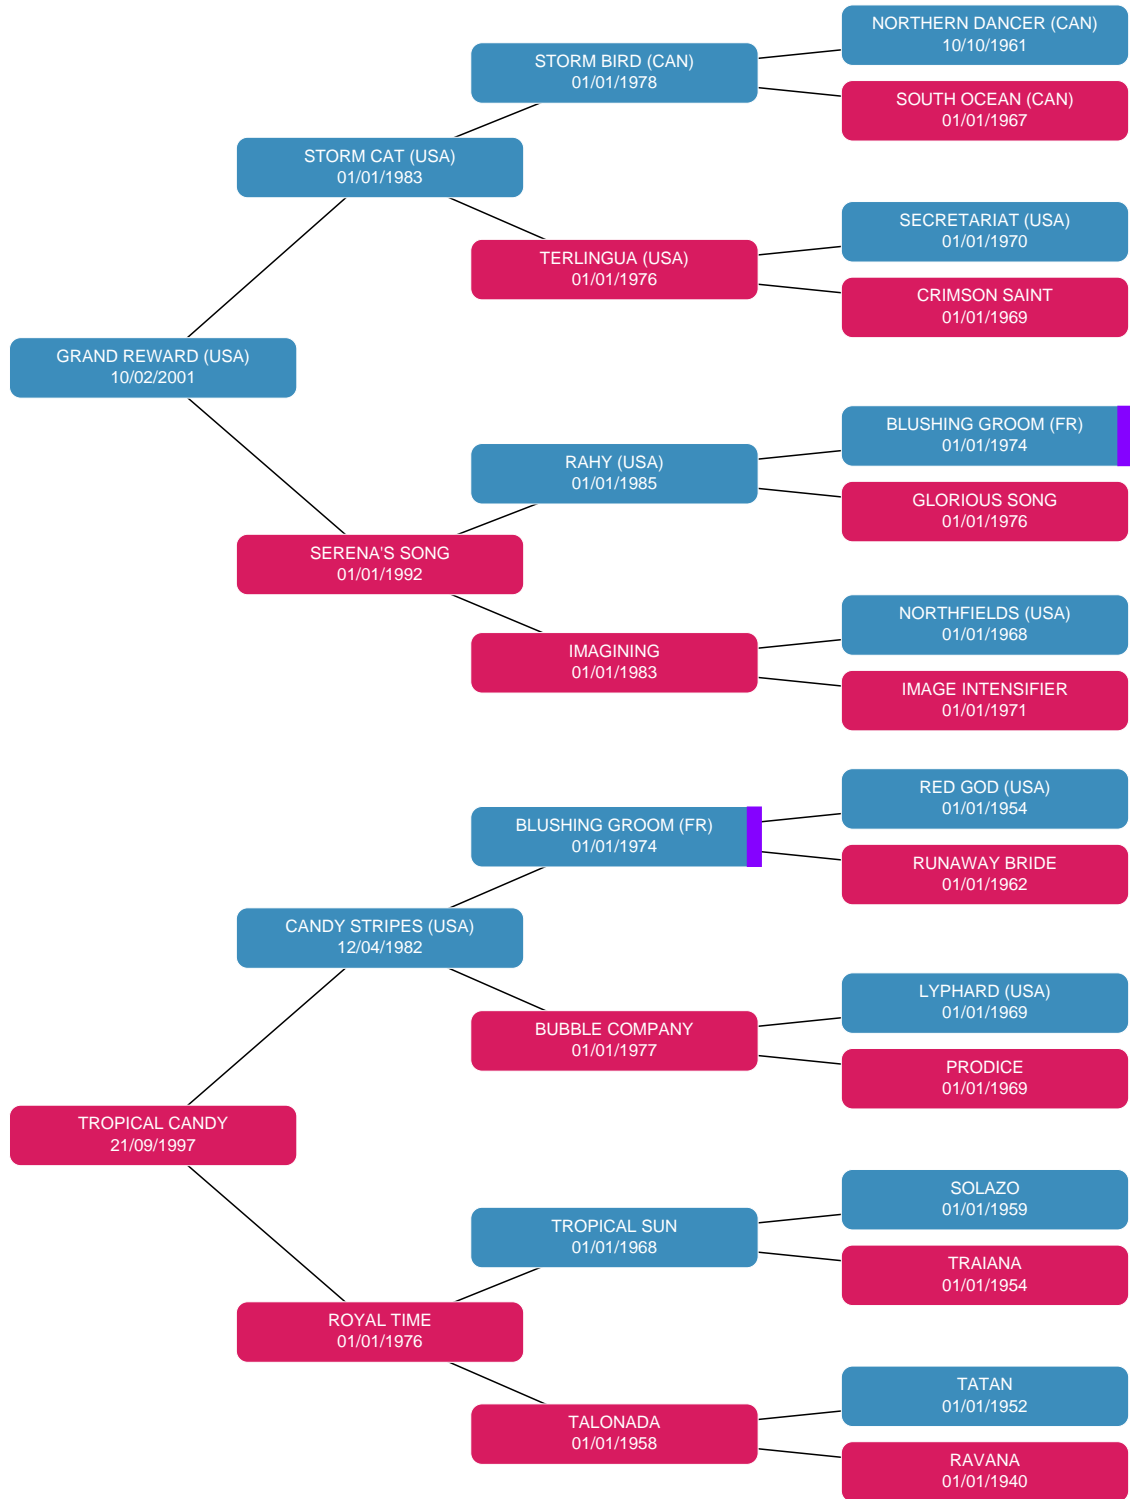 NORTHERN DANCER (CAN)
10/10/1961
STORM BIRD (CAN)
01/01/1978
SOUTH OCEAN (CAN)
01/01/1967
STORM CAT (USA)
01/01/1983
SECRETARIAT (USA)
01/01/1970
TERLINGUA (USA)
01/01/1976
CRIMSON SAINT
01/01/1969
GRAND REWARD (USA)
10/02/2001
BLUSHING GROOM (FR)
01/01/1974
RAHY (USA)
01/01/1985
GLORIOUS SONG
01/01/1976
SERENA'S SONG
01/01/1992
NORTHFIELDS (USA)
01/01/1968
IMAGINING
01/01/1983
IMAGE INTENSIFIER
01/01/1971
RED GOD (USA)
01/01/1954
BLUSHING GROOM (FR)
01/01/1974
RUNAWAY BRIDE
01/01/1962
CANDY STRIPES (USA)
12/04/1982
LYPHARD (USA)
01/01/1969
BUBBLE COMPANY
01/01/1977
PRODICE
01/01/1969
TROPICAL CANDY
21/09/1997
SOLAZO
01/01/1959
TROPICAL SUN
01/01/1968
TRAIANA
01/01/1954
ROYAL TIME
01/01/1976
TATAN
01/01/1952
TALONADA
01/01/1958
RAVANA
01/01/1940